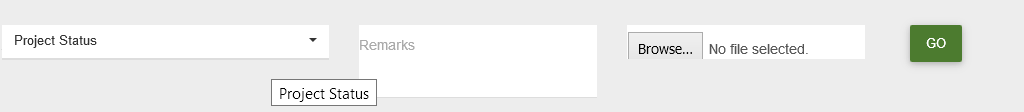 Project Status
Remarks
Browse... No file selected.
GO
Project Status